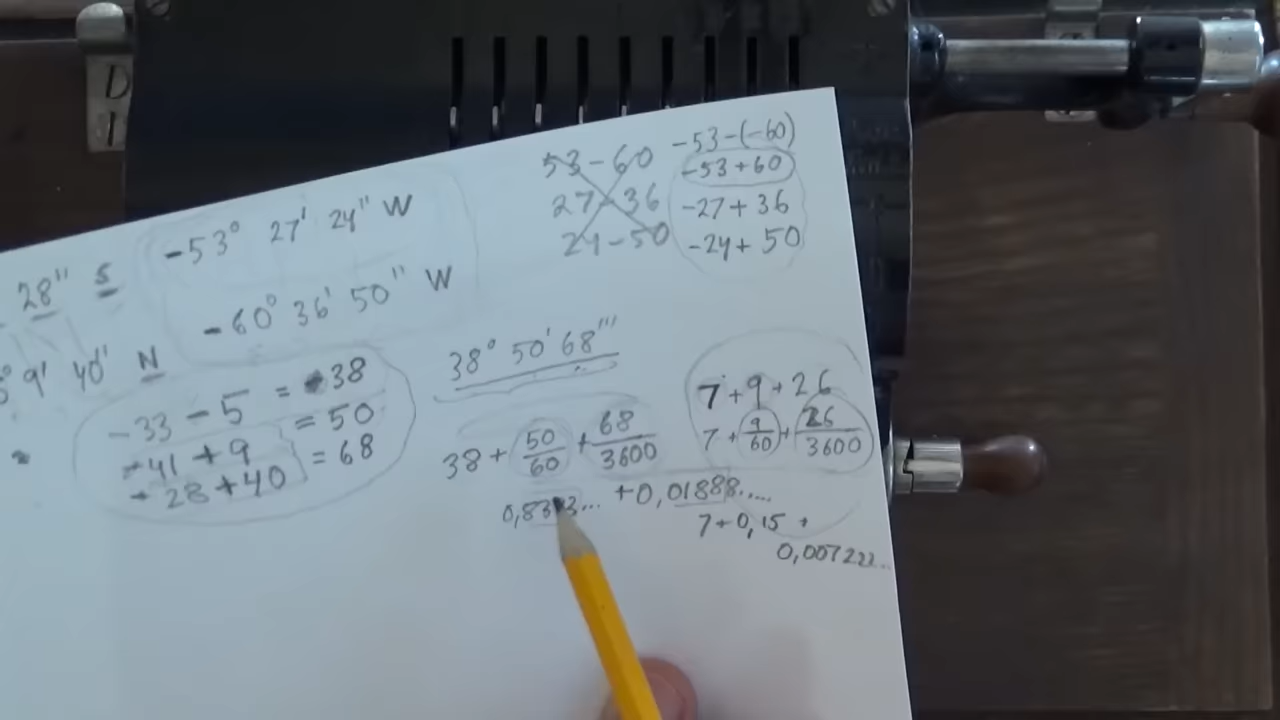 D
I
28" S
9' 40" N
-53° 27' 24" W
-60° 36' 50" W
-33 - 5 = -38
-41 + 9 = 50
-28 + 40 = 68
53 - 60
27 - 36
24 - 50
-53-(-60)
-53+60
-27+36
-24+50
38° 50' 68'''
38 + 50/60 + 68/3600
0,8333... +0,01888....
7 + 9 + 26
7 + 9/60 + 26/3600
7 + 0,15 +
0,007222...